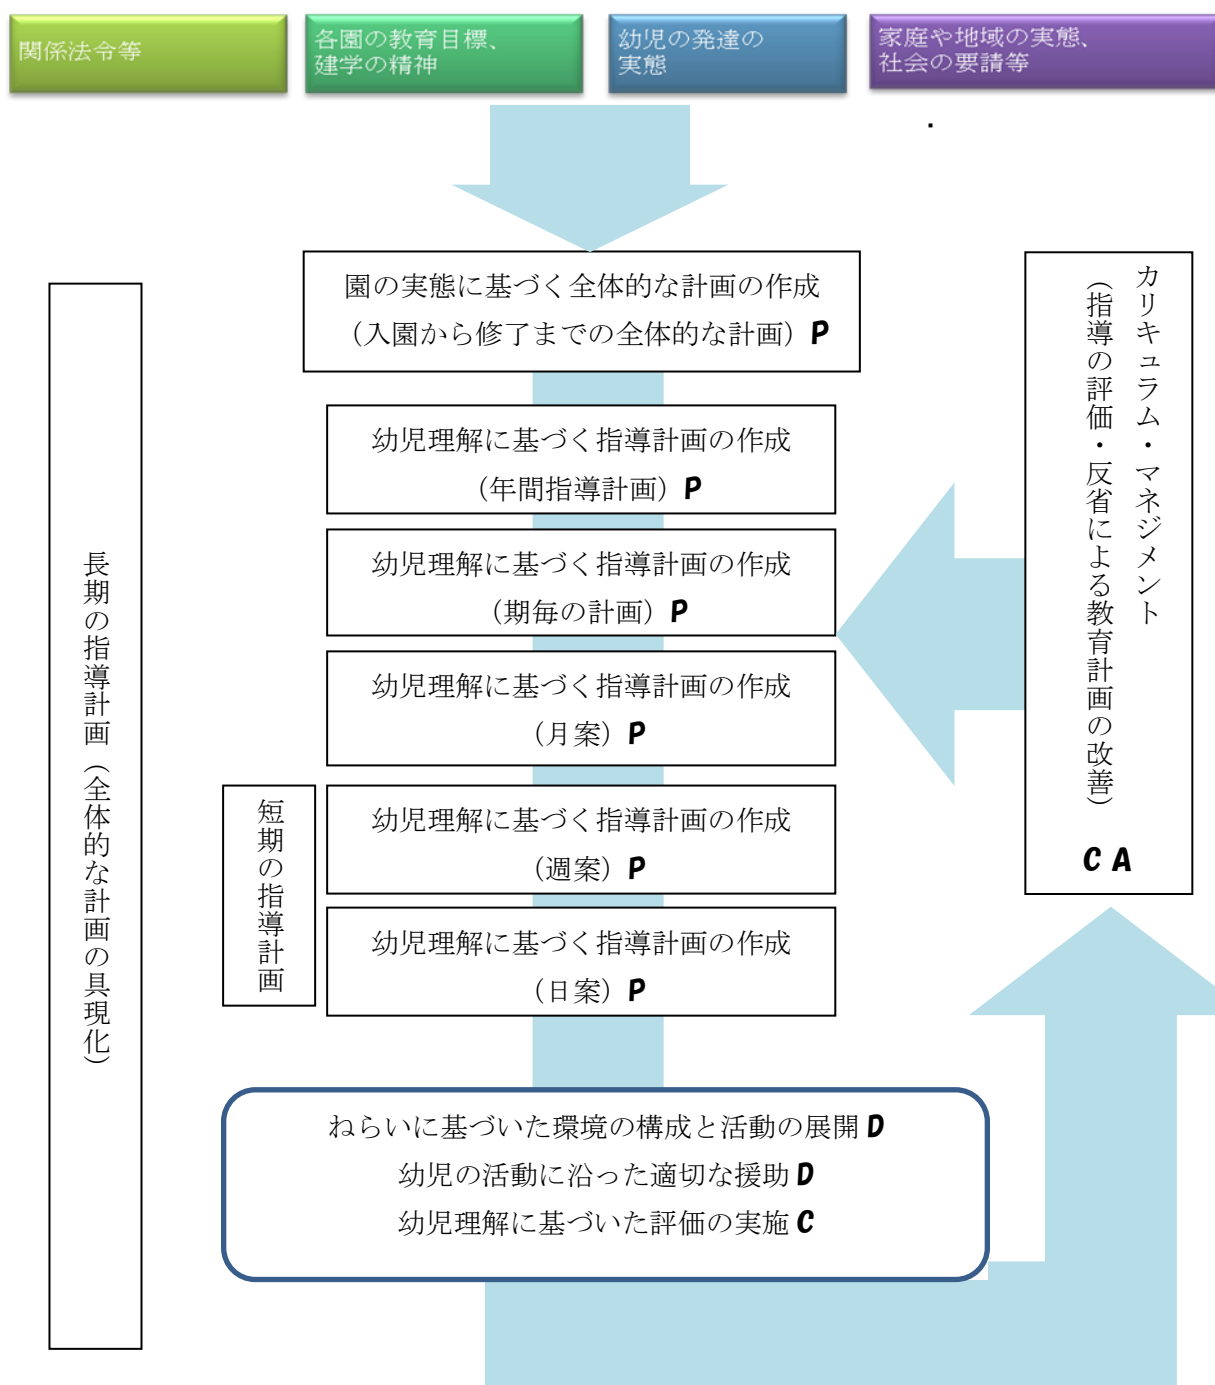 関係法令等
各園の教育目標、
建学の精神
幼児の発達の
実態
家庭や地域の実態、
社会の要請等
.
園の実態に基づく全体的な計画の作成
（入園から修了までの全体的な計画）P
幼児理解に基づく指導計画の作成
（年間指導計画）P
幼児理解に基づく指導計画の作成
（期毎の計画）P
幼児理解に基づく指導計画の作成
（月案）P
幼児理解に基づく指導計画の作成
（週案）P
幼児理解に基づく指導計画の作成
（日案）P
長期の指導計画（全体的な計画の具現化）
短期の指導計画
ねらいに基づいた環境の構成と活動の展開 D
幼児の活動に沿った適切な援助 D
幼児理解に基づいた評価の実施 C
カリキュラム・マネジメント
（指導の評価・反省による教育計画の改善）
C A